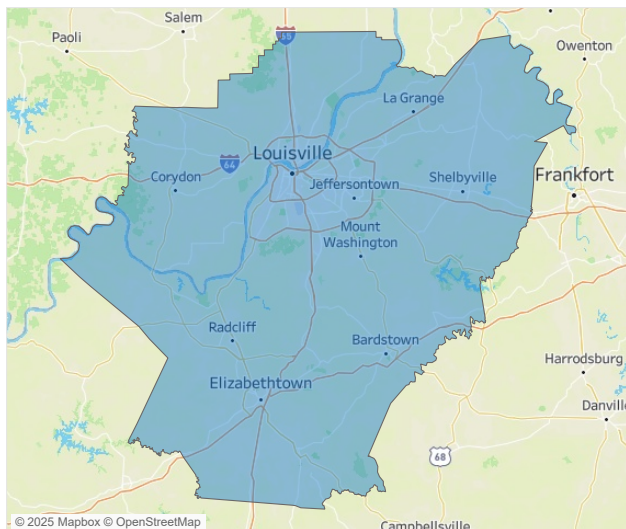 Salem
Paoli
65
Owenton
La Grange
Louisville
64
Frankfort
Corydon
Jeffersontown
Shelbyville
Mount
Washington
Radcliff
Bardstown
Harrodsburg
Elizabethtown
Danville
68
Campbellsville
© 2025 Mapbox © OpenStreetMap